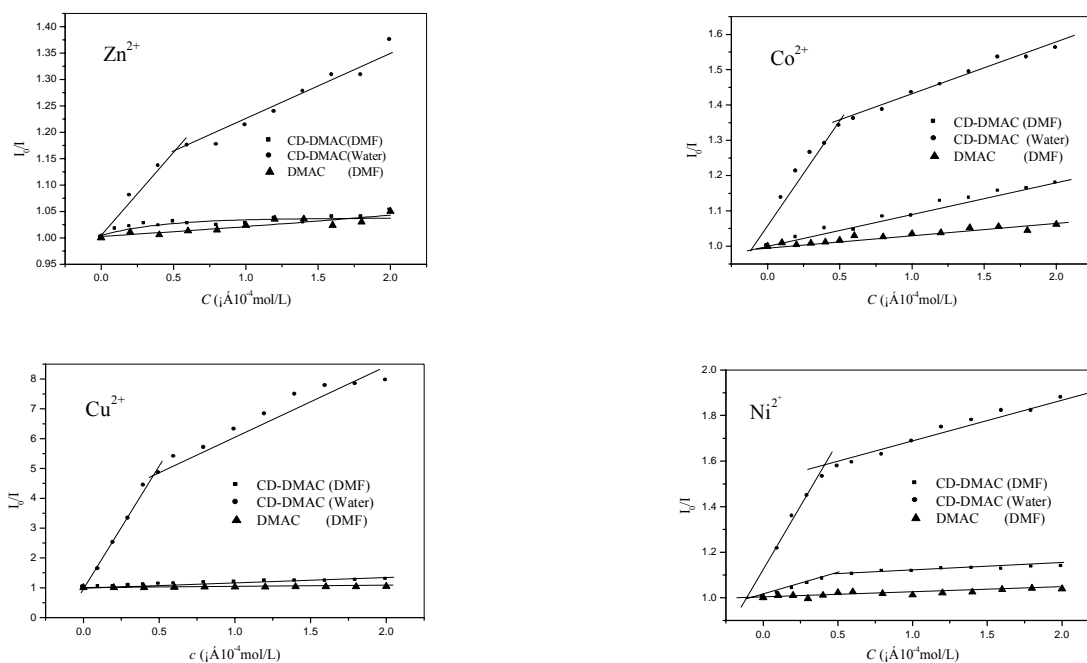 Zn2+
1.40
1.35
1.30
1.25
1.20
1.15
1.10
1.05
1.00
0.95
I0/I
CD-DMAC(DMF)
CD-DMAC(Water)
DMAC (DMF)
0.0 0.5 1.0 1.5 2.0
C (¡Á10-4mol/L)
Co2+
1.6
1.5
1.4
1.3
1.2
1.1
1.0
I0/I
CD-DMAC (DMF)
CD-DMAC (Water)
DMAC (DMF)
0.0 0.5 1.0 1.5 2.0
C (¡Á10-4mol/L)
Cu2+
8
7
6
5
4
3
2
1
0
I0/I
CD-DMAC (DMF)
CD-DMAC (Water)
DMAC (DMF)
0.0 0.5 1.0 1.5 2.0
c (¡Á10-4mol/L)
Ni2+
2.0
1.8
1.6
1.4
1.2
1.0
I0/I
CD-DMAC (DMF)
CD-DMAC (Water)
DMAC (DMF)
0.0 0.5 1.0 1.5 2.0
C (¡Á10-4mol/L)